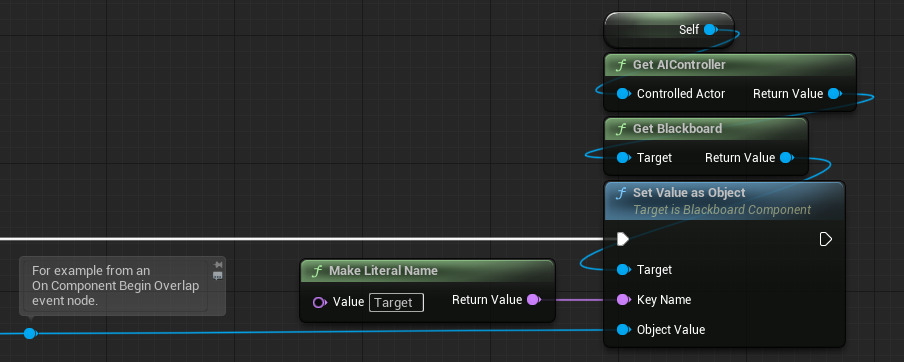 Self
Get AIController
Controlled Actor Return Value
Get Blackboard
Target Return Value
Set Value as Object
Target is Blackboard Component
For example from an
On Component Begin Overlap
event node.
Make Literal Name
Value Target Return Value
Target
Key Name
Object Value